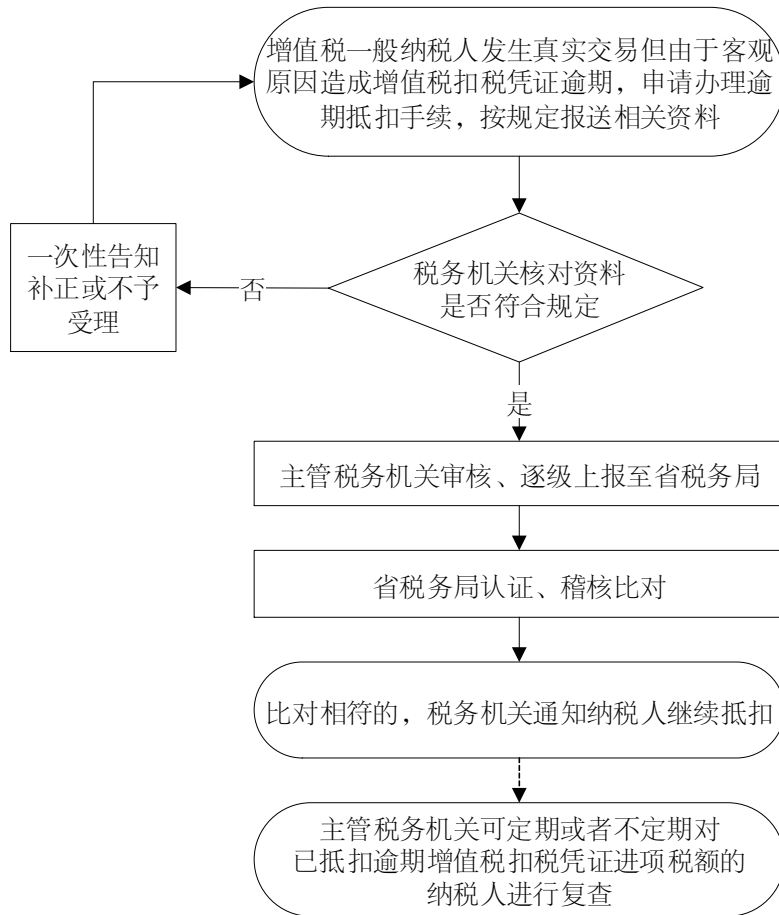 增值税一般纳税人发生真实交易但由于客观
原因造成增值税扣税凭证逾期，申请办理逾
期抵扣手续，按规定报送相关资料
一次性告知
补正或不予
受理
否
税务机关核对资料
是否符合规定
是
主管税务机关审核、逐级上报至省税务局
省税务局认证、稽核比对
比对相符的，税务机关通知纳税人继续抵扣
主管税务机关可定期或者不定期对
已抵扣逾期增值税扣税凭证进项税额的
纳税人进行复查